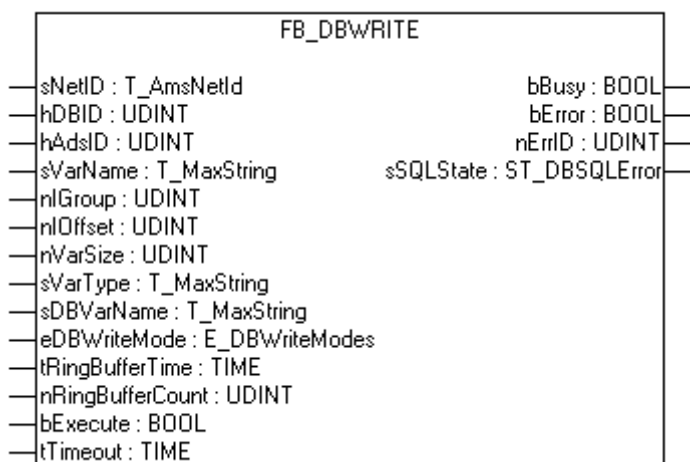 FB_DBWRITE
sNetID : T_AmsNetId bBusy : BOOL
hDBID : UDINT bError : BOOL
hAdsID : UDINT nErrID : UDINT
sVarName : T_MaxString sSQLState : ST_DBSQLError
nIGroup : UDINT
nIOffset : UDINT
nVarSize : UDINT
sVarType : T_MaxString
sDBVarName : T_MaxString
eDBWriteMode : E_DBWriteModes
tRingBufferTime : TIME
nRingBufferCount : UDINT
bExecute : BOOL
tTimeout : TIME